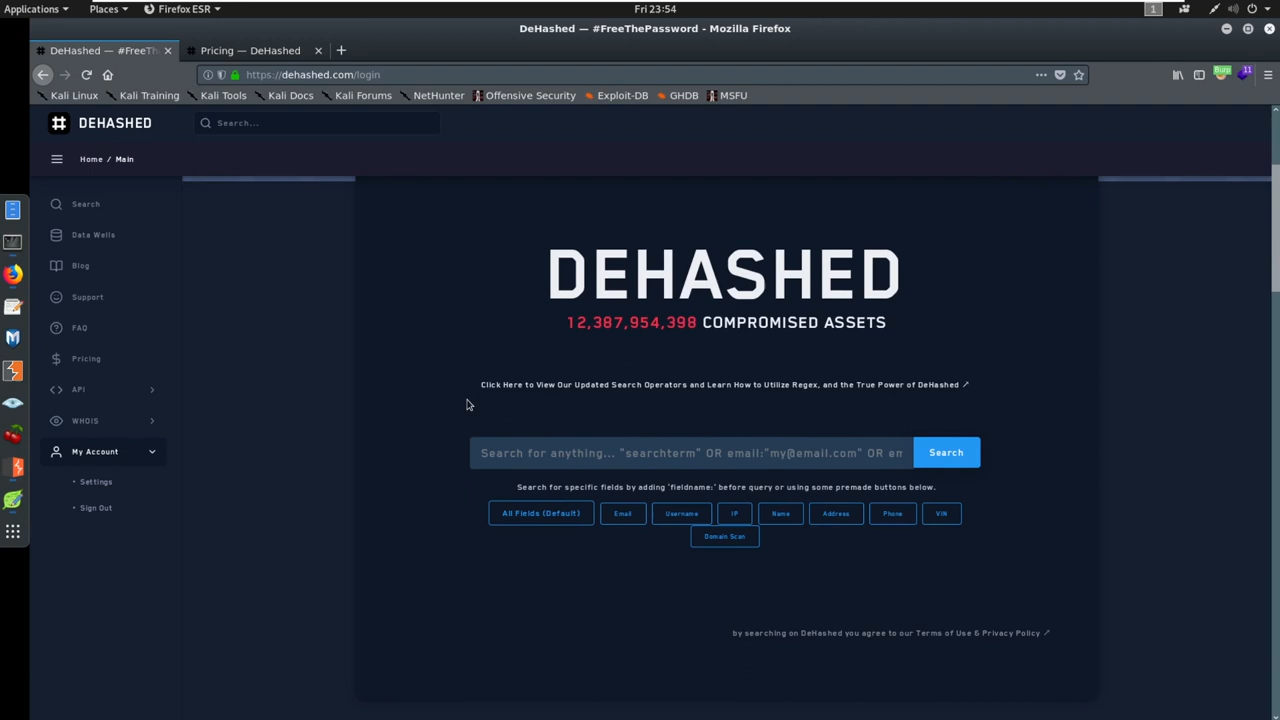 Applications Places Firefox ESR Fri 23:54 1
DeHashed — #FreeThePassword - Mozilla Firefox
DeHashed — #FreeTh Pricing — DeHashed
https://dehashed.com/login Burp 11
Kali Linux Kali Training Kali Tools Kali Docs Kali Forums NetHunter Offensive Security Exploit-DB GHDB MSFU
DEHASHED Search...
Home / Main
Search
Data Wells
Blog
Support
FAQ
Pricing
API
WHOIS
My Account
Settings
Sign Out
DEHASHED
12,387,954,398 COMPROMISED ASSETS
Click Here to View Our Updated Search Operators and Learn How to Utilize Regex, and the True Power of DeHashed
Search for anything... "searchterm" OR email:"my@email.com" OR em Search
Search for specific fields by adding 'fieldname:' before query or using some premade buttons below.
All Fields (Default) Email Username IP Name Address Phone VIN
Domain Scan
by searching on DeHashed you agree to our Terms of Use & Privacy Policy